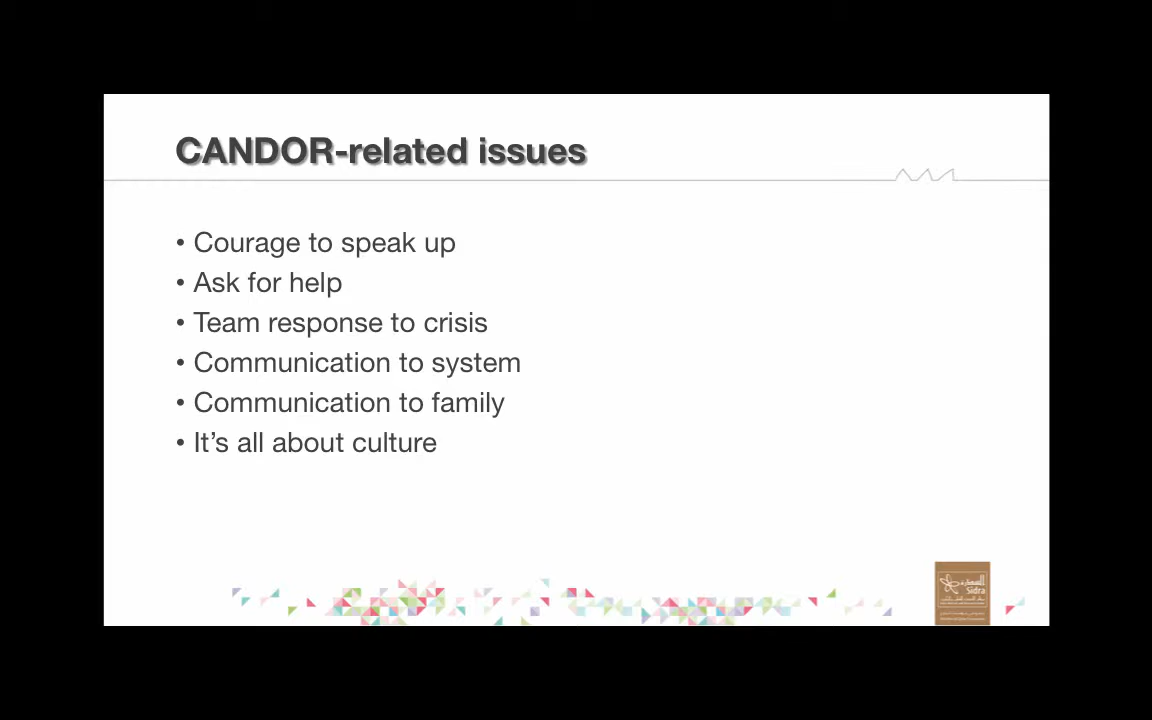 CANDOR-related issues
• Courage to speak up
• Ask for help
• Team response to crisis
• Communication to system
• Communication to family
• It’s all about culture
Sidra